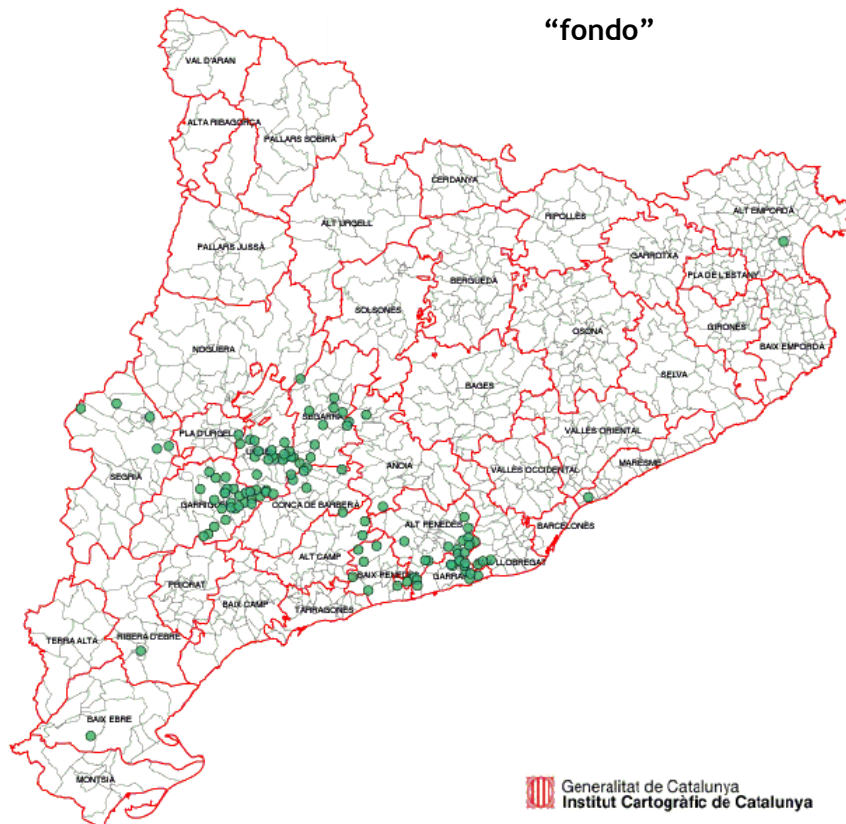 “fondo”
VAL D'ARAN
ALTA RIBAGORÇA
PALLARS SOBIRÀ
CERDANYA
ALT URGELL
RIPOLLÈS
ALT EMPORDÀ
PALLARS JUSSÀ
GARROTXA
PLA DE L'ESTANY
BERGUEDÀ
SOLSONÈS
OSONA
GIRONÈS
BAIX EMPORDÀ
NOGUERA
SELVA
BAGES
SEGARRA
VALLÈS ORIENTAL
PLA D'URGELL
ANOIA
MARESME
VALLÈS OCCIDENTAL
SEGRIÀ
CONCA DE BARBERÀ
ALT PENEDÈS
BARCELONÈS
ALT CAMP
LLOBREGAT
BAIX PENEDÈS
PRIORAT
BAIX CAMP
TARRAGONÈS
TERRA ALTA
RIBERA D'EBRE
BAIX EBRE
MONTSIÀ
Generalitat de Catalunya
Institut Cartogràfic de Catalunya